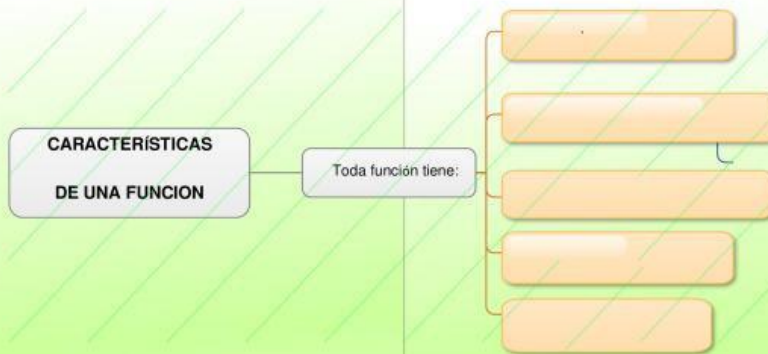 CARACTERÍSTICAS
DE UNA FUNCION
Toda función tiene: